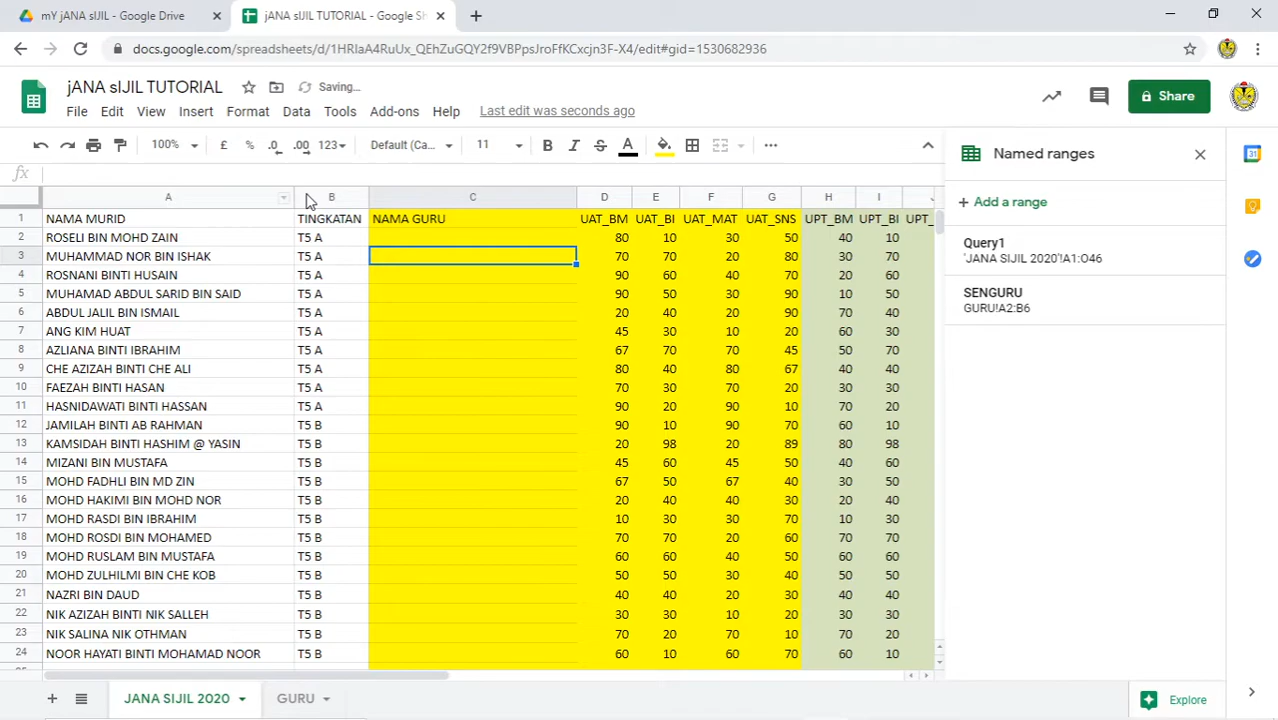 mY jANA sIJIL - Google Drive
jANA sIJIL TUTORIAL - Google Sh
docs.google.com/spreadsheets/d/1HRlaA4RuUx_QEhZuGQY2f9VBPpsJroFfKCxcjn3F-X4/edit#gid=1530682936
jANA sIJIL TUTORIAL Saving...
File Edit View Insert Format Data Tools Add-ons Help Last edit was seconds ago
Share
100% £ % .0 .00 123 Default (Ca... 11 B I S A
Named ranges
fx
Add a range
Query1
'JANA SIJIL 2020'!A1:O46
SENGURU
GURU!A2:B6
A B C D E F G H I
1 NAMA MURID TINGKATAN NAMA GURU UAT_BM UAT_BI UAT_MAT UAT_SNS UPT_BM UPT_BI UPT_
2 ROSELI BIN MOHD ZAIN T5 A 80 10 30 50 40 10
3 MUHAMMAD NOR BIN ISHAK T5 A 70 70 20 80 30 70
4 ROSNANI BINTI HUSAIN T5 A 90 60 40 70 20 60
5 MUHAMAD ABDUL SARID BIN SAID T5 A 90 50 30 90 10 50
6 ABDUL JALIL BIN ISMAIL T5 A 20 40 20 90 70 40
7 ANG KIM HUAT T5 A 45 30 10 20 60 30
8 AZLIANA BINTI IBRAHIM T5 A 67 70 70 45 50 70
9 CHE AZIZAH BINTI CHE ALI T5 A 80 40 80 67 40 40
10 FAEZAH BINTI HASAN T5 A 70 30 70 20 30 30
11 HASNIDAWATI BINTI HASSAN T5 A 90 20 90 10 70 20
12 JAMILAH BINTI AB RAHMAN T5 B 90 10 90 70 60 10
13 KAMSIDAH BINTI HASHIM @ YASIN T5 B 20 98 20 89 80 98
14 MIZANI BIN MUSTAFA T5 B 45 60 45 50 40 60
15 MOHD FADHLI BIN MD ZIN T5 B 67 50 67 40 30 50
16 MOHD HAKIMI BIN MOHD NOR T5 B 20 40 40 30 20 40
17 MOHD RASDI BIN IBRAHIM T5 B 10 30 30 70 10 30
18 MOHD ROSDI BIN MOHAMED T5 B 70 70 20 60 70 70
19 MOHD RUSLAM BIN MUSTAFA T5 B 60 60 40 50 60 60
20 MOHD ZULHILMI BIN CHE KOB T5 B 50 50 30 40 50 50
21 NAZRI BIN DAUD T5 B 40 40 20 30 40 40
22 NIK AZIZAH BINTI NIK SALLEH T5 B 30 30 10 20 30 30
23 NIK SALINA NIK OTHMAN T5 B 70 20 70 10 70 20
24 NOOR HAYATI BINTI MOHAMAD NOOR T5 B 60 10 60 70 60 10
JANA SIJIL 2020 GURU Explore